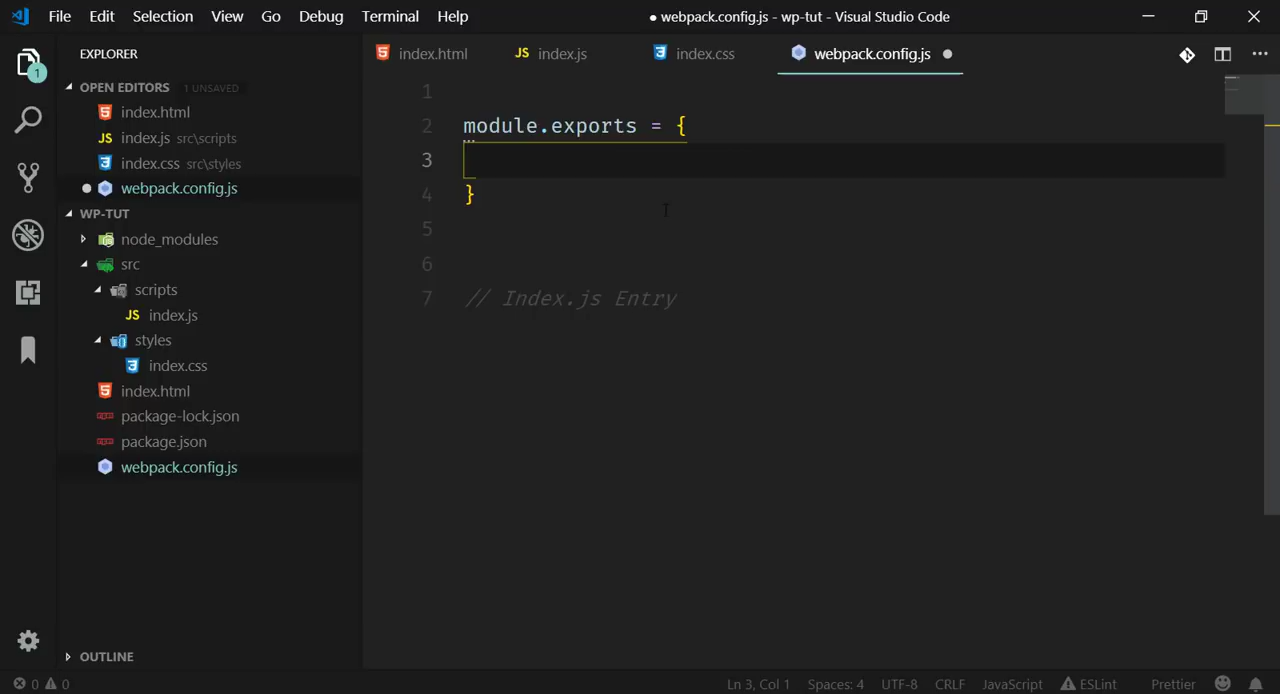 File Edit Selection View Go Debug Terminal Help
● webpack.config.js - wp-tut - Visual Studio Code
EXPLORER
OPEN EDITORS 1 UNSAVED
index.html
JS index.js src\scripts
index.css src\styles
webpack.config.js
WP-TUT
node_modules
src
scripts
JS index.js
styles
index.css
index.html
package-lock.json
package.json
webpack.config.js
OUTLINE
1
index.html JS index.js index.css webpack.config.js
1
2 module.exports = {
3
4 }
5
6
7 // Index.js Entry
0 0
Ln 3, Col 1 Spaces: 4 UTF-8 CRLF JavaScript ESLint Prettier